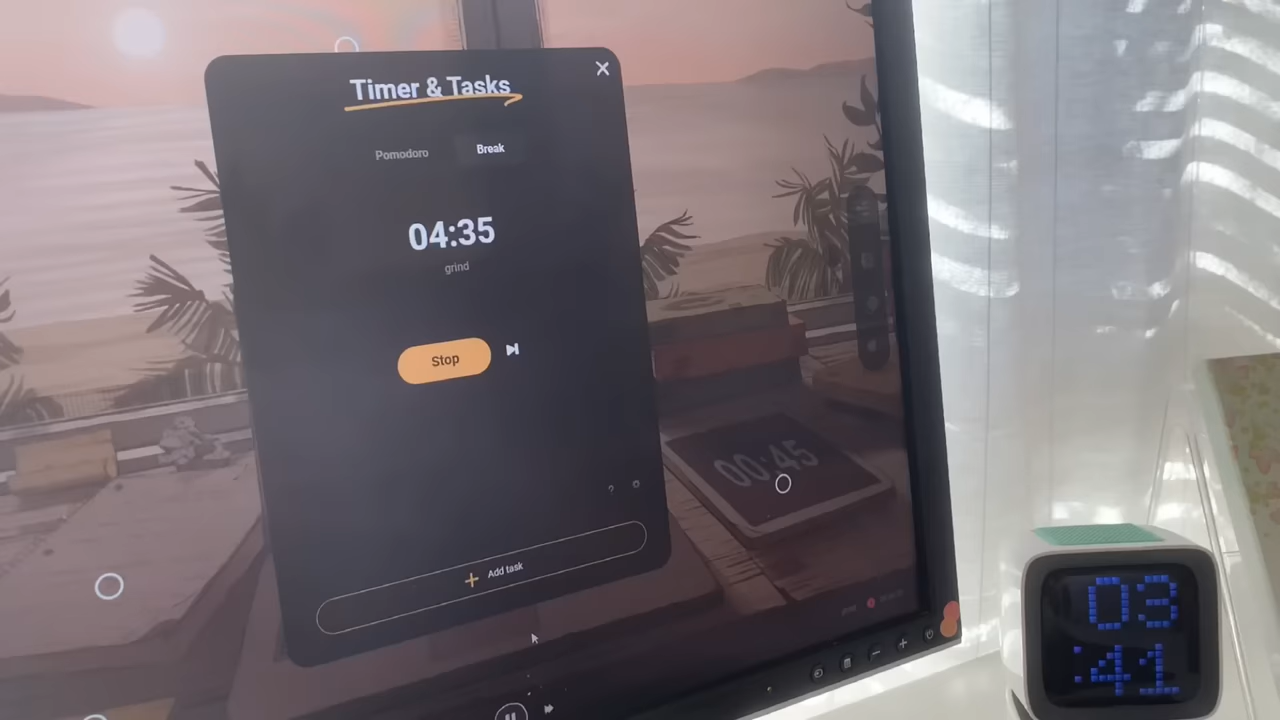 Timer & Tasks
Pomodoro Break
04:35
grind
Stop
00:45
?
Add task
03
:41